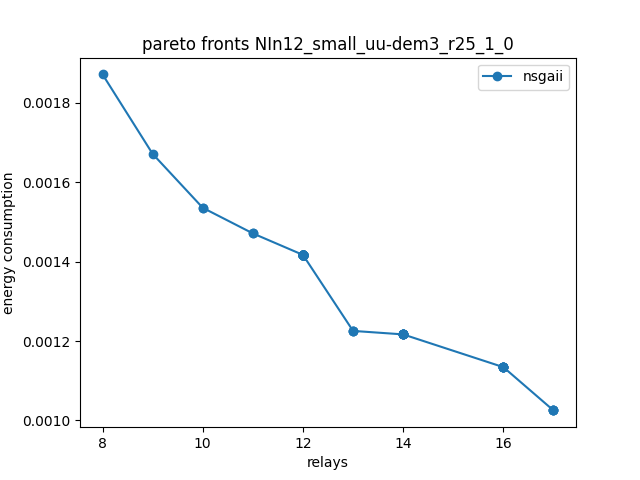 pareto fronts NIn12_small_uu-dem3_r25_1_0
nsgaii
energy consumption
0.0018
0.0016
0.0014
0.0012
0.0010
8 10 12 14 16
relays